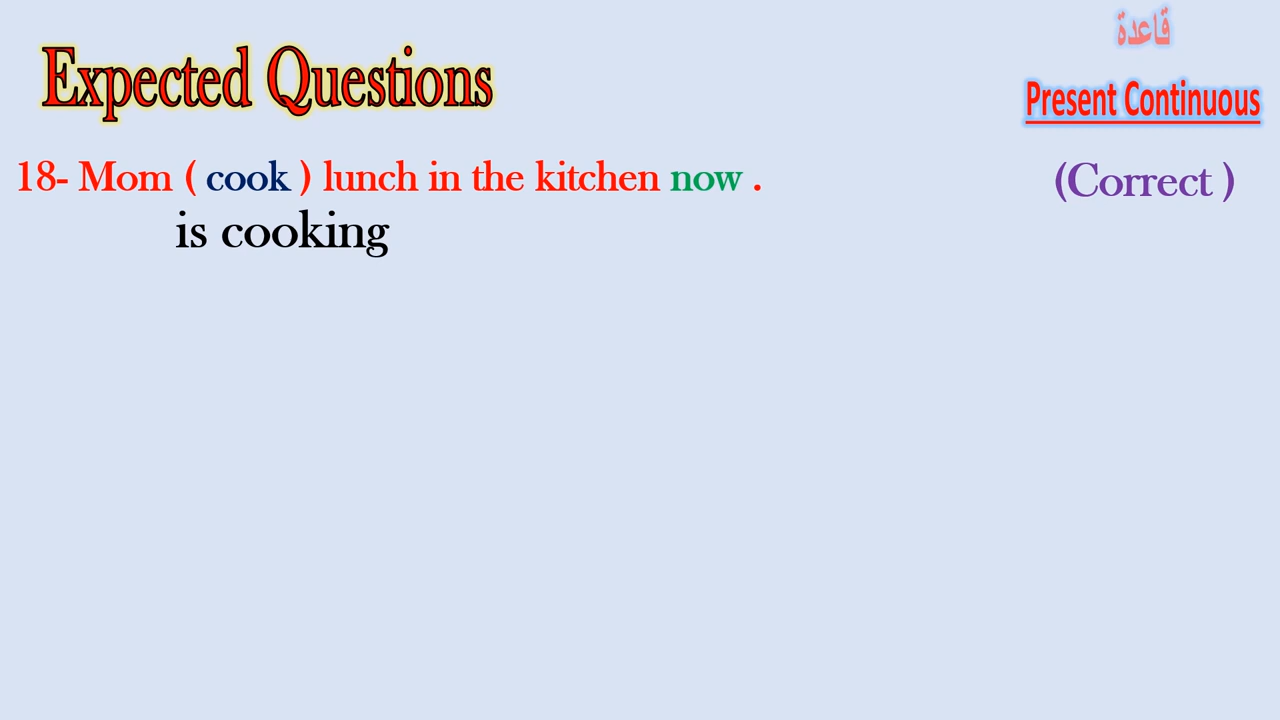 قاعدة
Expected Questions
Present Continuous
18- Mom ( cook ) lunch in the kitchen now .
(Correct )
is cooking